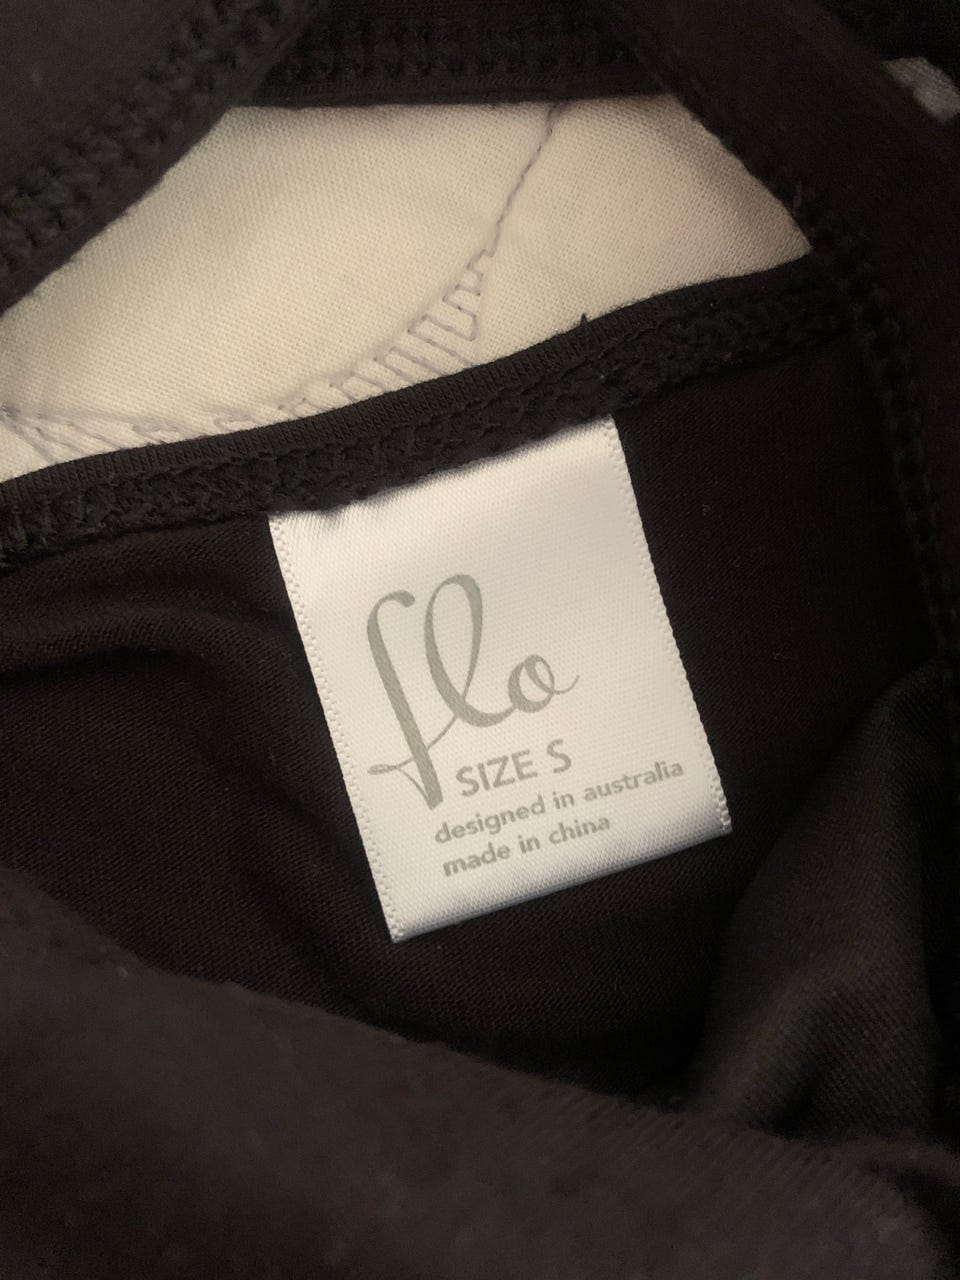 flo
SIZE S
designed in australia
made in china